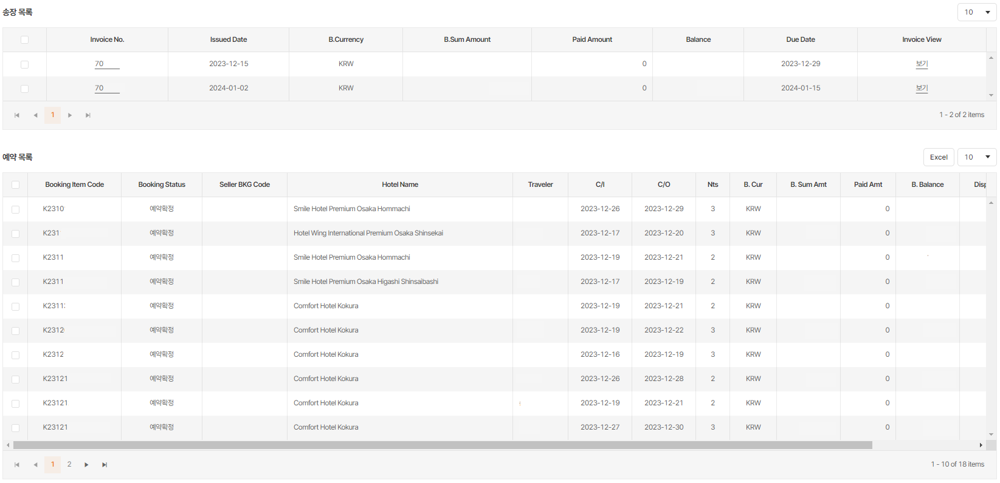 송장 목록
10
Invoice No. Issued Date B.Currency B.Sum Amount Paid Amount Balance Due Date Invoice View
70 2023-12-15 KRW 0 2023-12-29 보기
70 2024-01-02 KRW 0 2024-01-15 보기
1
1 - 2 of 2 items
예약 목록
Excel 10
Booking Item Code Booking Status Seller BKG Code Hotel Name Traveler C/I C/O Nts B. Cur B. Sum Amt Paid Amt B. Balance Disp
K2310 예약확정 Smile Hotel Premium Osaka Hommachi 2023-12-26 2023-12-29 3 KRW 0
K231 예약확정 Hotel Wing International Premium Osaka Shinsekai 2023-12-17 2023-12-20 3 KRW 0
K2311 예약확정 Smile Hotel Premium Osaka Hommachi 2023-12-19 2023-12-21 2 KRW 0
K2311 예약확정 Smile Hotel Premium Osaka Higashi Shinsaibashi 2023-12-17 2023-12-19 2 KRW 0
K2311 예약확정 Comfort Hotel Kokura 2023-12-19 2023-12-21 2 KRW 0
K2312 예약확정 Comfort Hotel Kokura 2023-12-19 2023-12-22 3 KRW 0
K2312 예약확정 Comfort Hotel Kokura 2023-12-16 2023-12-19 3 KRW 0
K23121 예약확정 Comfort Hotel Kokura 2023-12-26 2023-12-28 2 KRW 0
K23121 예약확정 Comfort Hotel Kokura 2023-12-19 2023-12-21 2 KRW 0
K23121 예약확정 Comfort Hotel Kokura 2023-12-27 2023-12-30 3 KRW 0
1 2
1 - 10 of 18 items